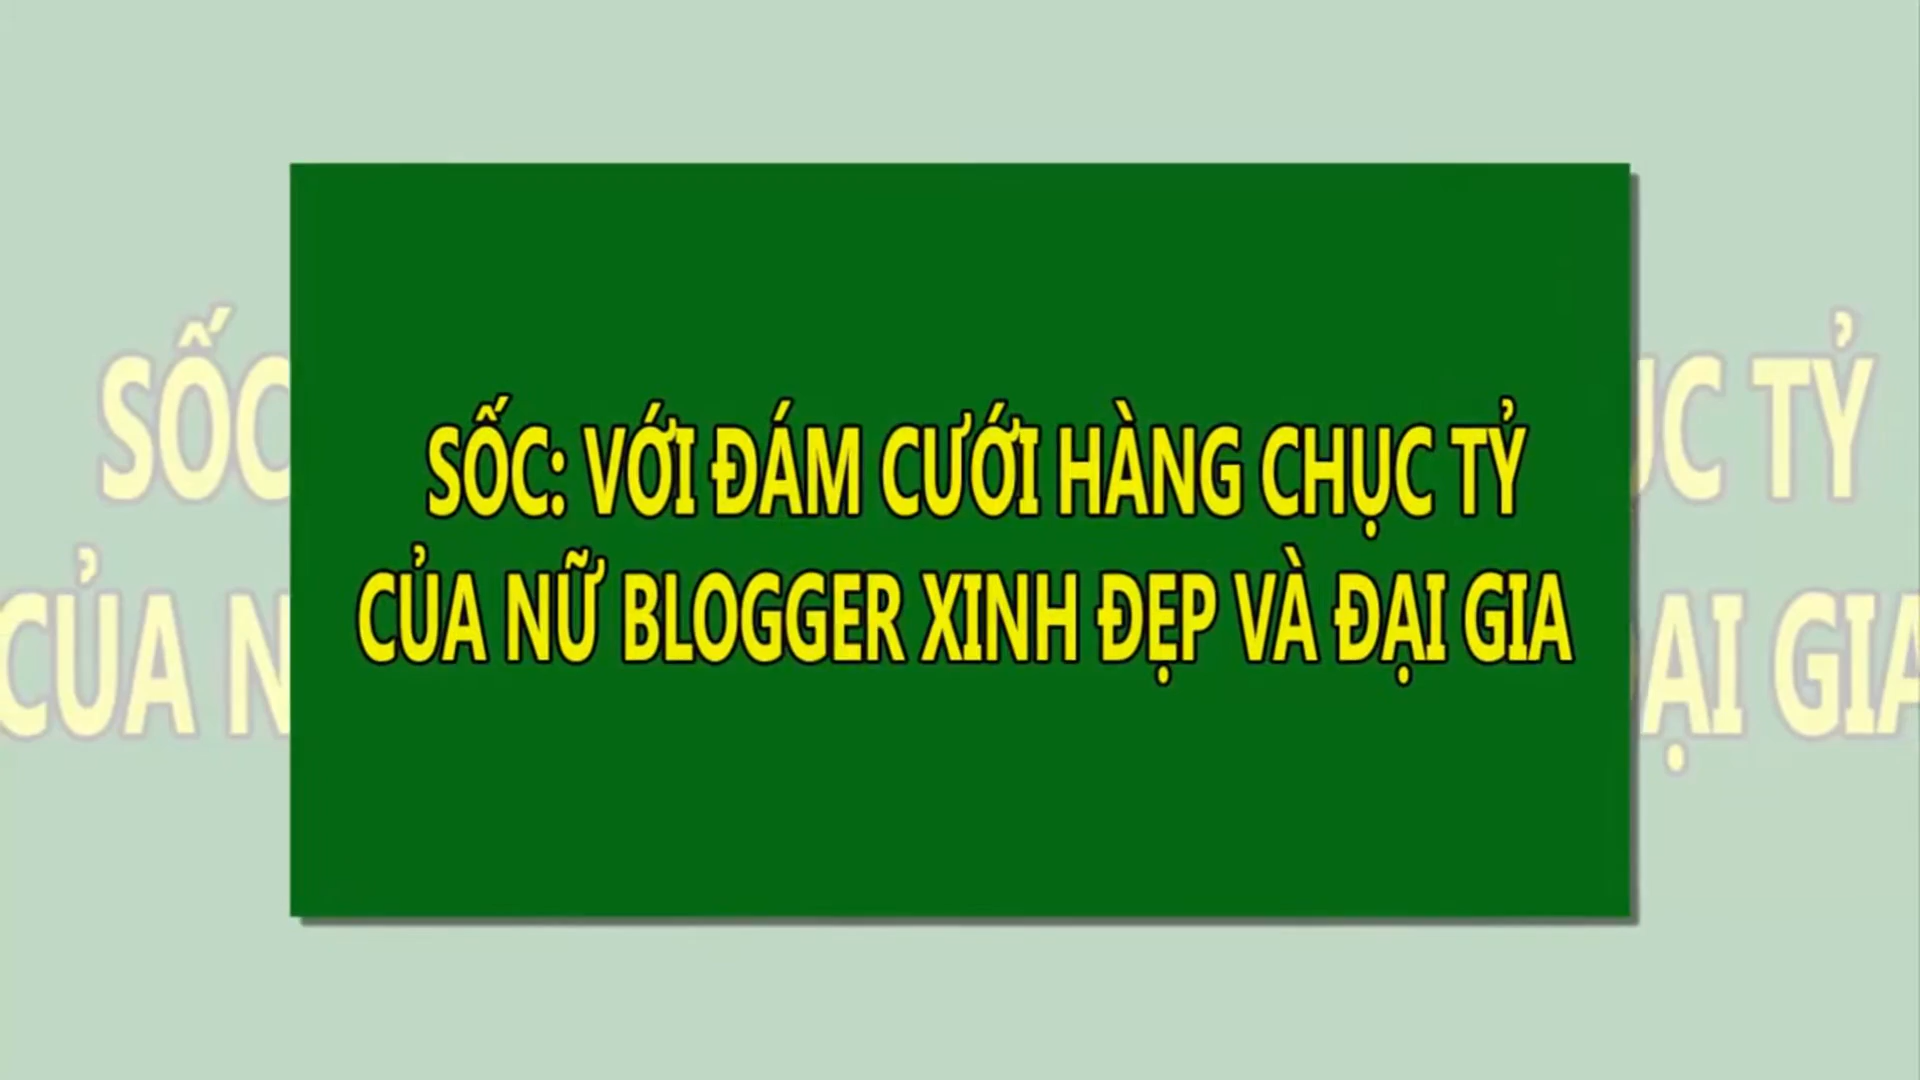 SỐC: VỚI ĐÁM CƯỚI HÀNG CHỤC TỶ
CỦA NỮ BLOGGER XINH ĐẸP VÀ ĐẠI GIA